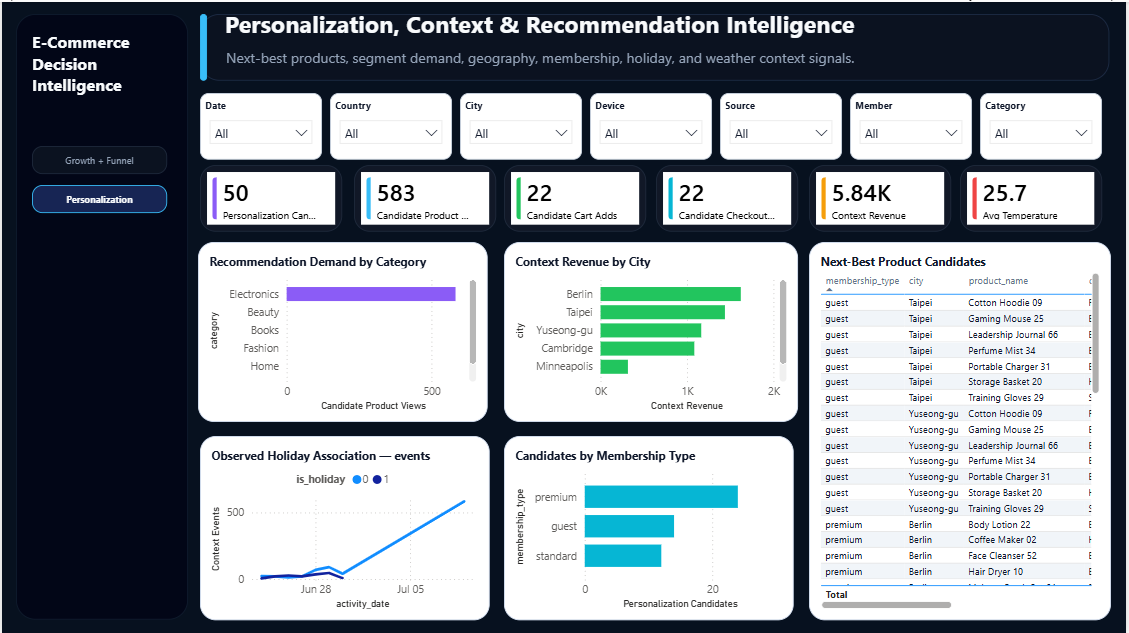 E-Commerce
Decision
Intelligence
Growth + Funnel
Personalization
Personalization, Context & Recommendation Intelligence
Next-best products, segment demand, geography, membership, holiday, and weather context signals.
Date Country City Device Source Member Category
All All All All All All All
50 583 22 22 5.84K 25.7
Personalization Can... Candidate Product ... Candidate Cart Adds Candidate Checkout... Context Revenue Avg Temperature
Recommendation Demand by Category
category
Electronics
Beauty
Books
Fashion
Home
0 500
Candidate Product Views
Context Revenue by City
city
Berlin
Taipei
Yuseong-gu
Cambridge
Minneapolis
0K 1K 2K
Context Revenue
Next-Best Product Candidates
membership_type city product_name
guest Taipei Cotton Hoodie 09
guest Taipei Gaming Mouse 25
guest Taipei Leadership Journal 66
guest Taipei Perfume Mist 34
guest Taipei Portable Charger 31
guest Taipei Storage Basket 20
guest Taipei Training Gloves 29
guest Yuseong-gu Cotton Hoodie 09
guest Yuseong-gu Gaming Mouse 25
guest Yuseong-gu Leadership Journal 66
guest Yuseong-gu Perfume Mist 34
guest Yuseong-gu Portable Charger 31
guest Yuseong-gu Storage Basket 20
guest Yuseong-gu Training Gloves 29
premium Berlin Body Lotion 22
premium Berlin Coffee Maker 02
premium Berlin Face Cleanser 52
premium Berlin Hair Dryer 10
Total
Observed Holiday Association — events
is_holiday 0 1
Context Events
500
0
Jun 28 Jul 05
activity_date
Candidates by Membership Type
membership_type
premium
guest
standard
0 20
Personalization Candidates